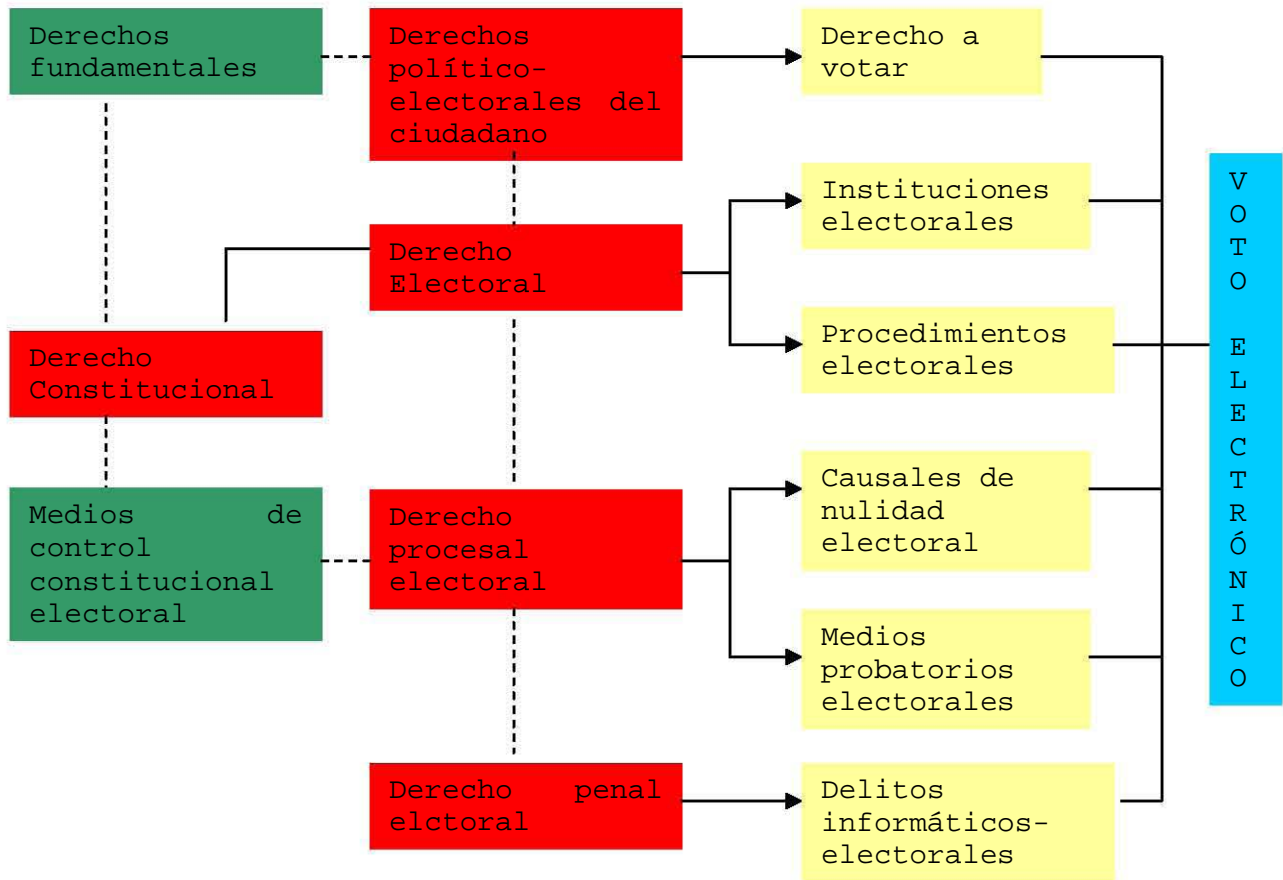 Derechos
fundamentales
Derechos
político-
electorales del
ciudadano
Derecho a
votar
Instituciones
electorales
Derecho
Electoral
Procedimientos
electorales
Derecho
Constitucional
Medios de
control
constitucional
electoral
Derecho
procesal
electoral
Causales de
nulidad
electoral
Medios
probatorios
electorales
Derecho penal
elctoral
Delitos
informáticos-
electorales
VOTO ELECTRÓNICO